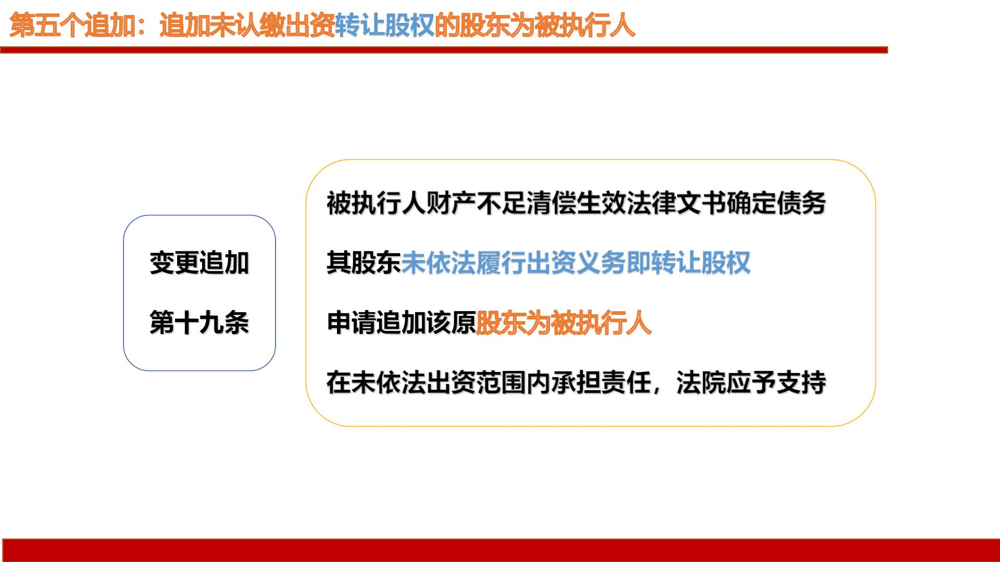 第五个追加：追加未认缴出资转让股权的股东为被执行人
变更追加
第十九条
被执行人财产不足清偿生效法律文书确定债务
其股东未依法履行出资义务即转让股权
申请追加该原股东为被执行人
在未依法出资范围内承担责任，法院应予支持